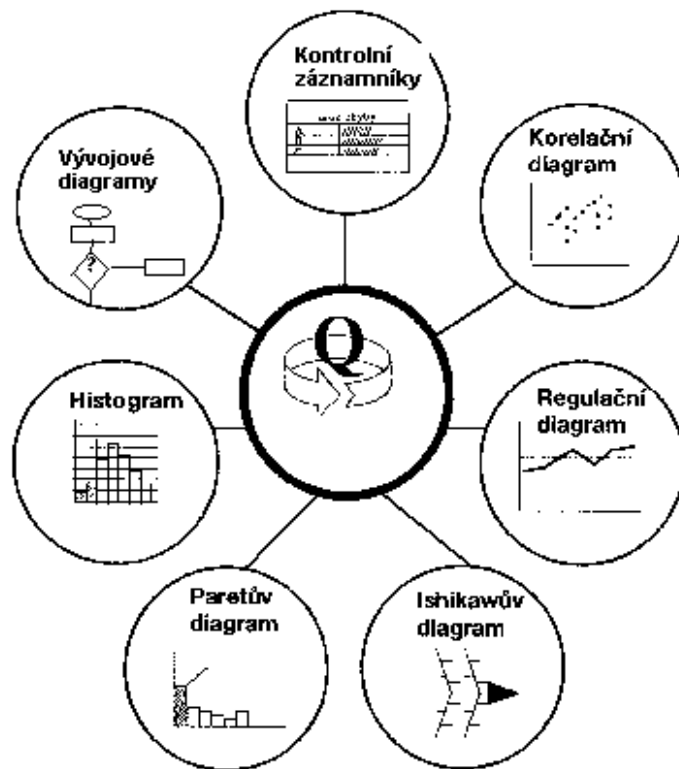 Kontrolní
záznamníky
Vývojové
diagramy
?
Korelační
diagram
Q
Histogram
Regulační
diagram
Paretův
diagram
Ishikawův
diagram